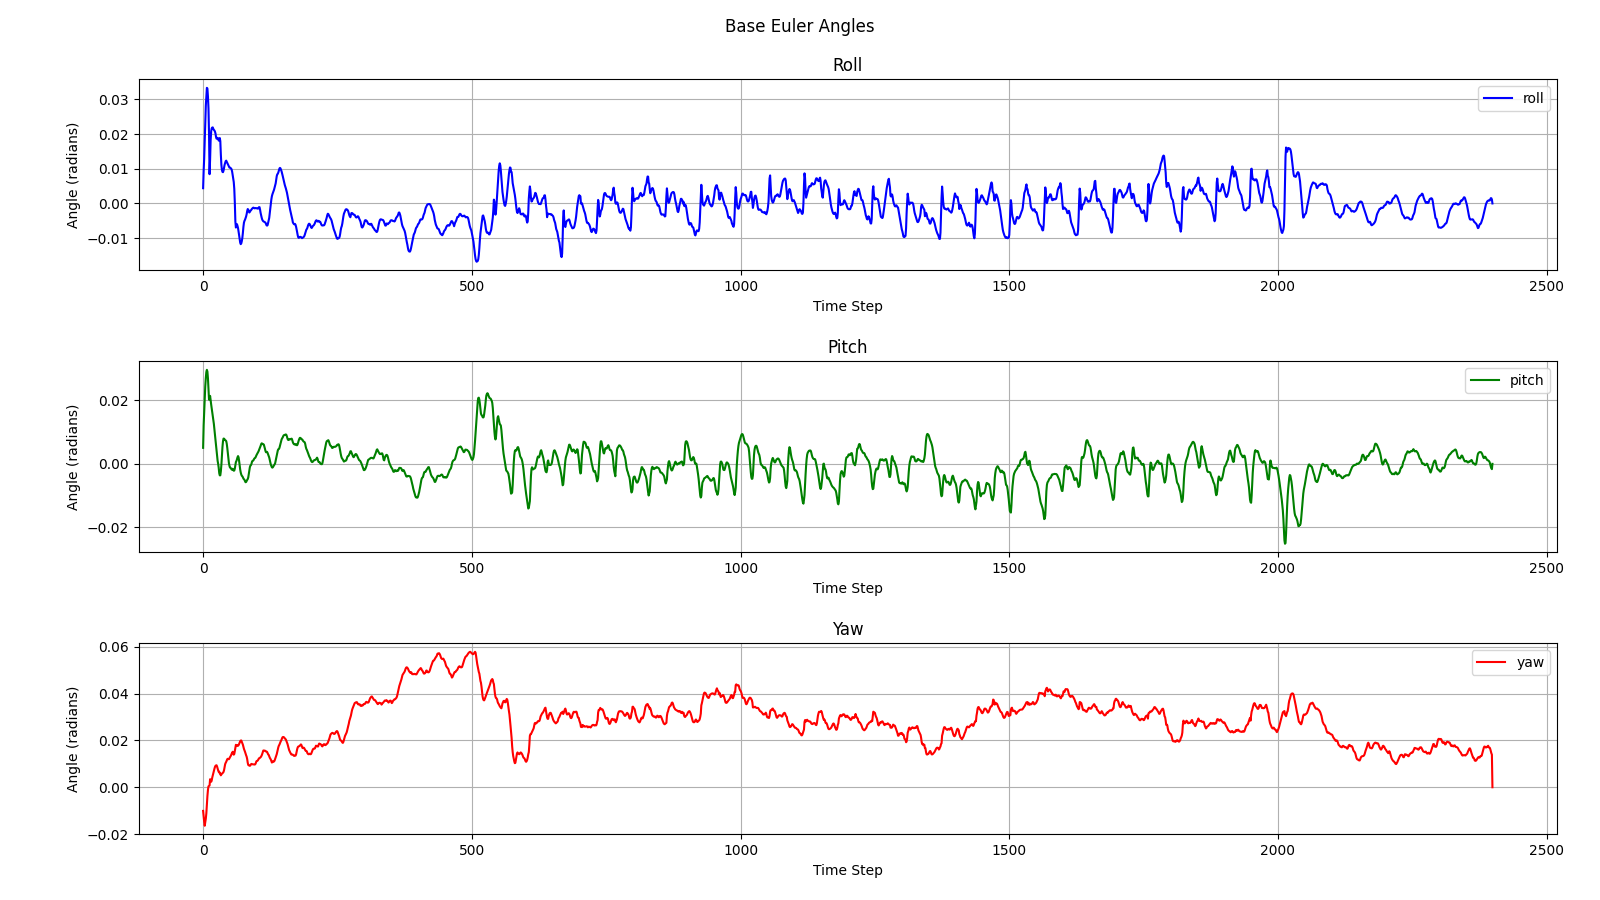 Base Euler Angles
Roll
Angle (radians)
0.03
0.02
0.01
0.00
−0.01
roll
0 500 1000 1500 2000 2500
Time Step
Pitch
Angle (radians)
0.02
0.00
−0.02
pitch
0 500 1000 1500 2000 2500
Time Step
Yaw
Angle (radians)
0.06
0.04
0.02
0.00
−0.02
yaw
0 500 1000 1500 2000 2500
Time Step